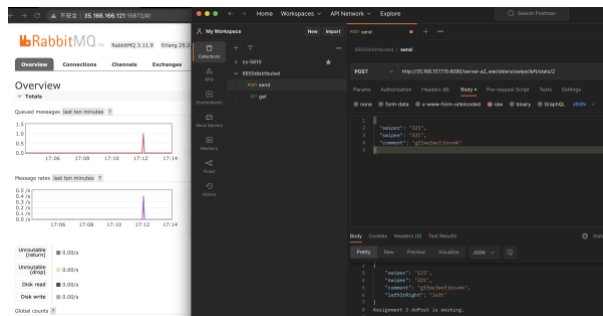 不安全 | 35.166.166.121:15672/#/
RabbitMQ TM RabbitMQ 3.11.9 Erlang 25.2
Overview Connections Channels Exchanges
Overview
Totals
Queued messages last ten minutes ?
1.5
1.0
0.5
0.0
17:06 17:08 17:10 17:12 17:14
Message rates last ten minutes ?
0.5 /s
0.4 /s
0.3 /s
0.2 /s
0.1 /s
0.0 /s
17:06 17:08 17:10 17:12 17:14
Unroutable (return) 0.00/s
Unroutable (drop) 0.00/s
Disk read 0.00/s
Disk write 0.00/s
Global counts ?
Home Workspaces API Network Explore
Search Postman
My Workspace New Import
POST send
Collections
APIs
Environments
Mock Servers
Monitors
Flows
History
cs-6610
6650distributed
POST send
GET get
6650distributed / send
POST
Params Authorization Headers (8) Body Pre-request Script Tests Settings
none form-data x-www-form-urlencoded raw binary GraphQL JSON
1 {
2 "swiper": "123",
3 "swipee": "321",
4
5 }
Body Cookies Headers (5) Test Results
Pretty Raw Preview Visualize JSON
1 {
2 "swiper": "123",
3 "swipee": "321",
4
5 "leftOrRight": "left"
6 }
7 Assignment 3 doPost is working.